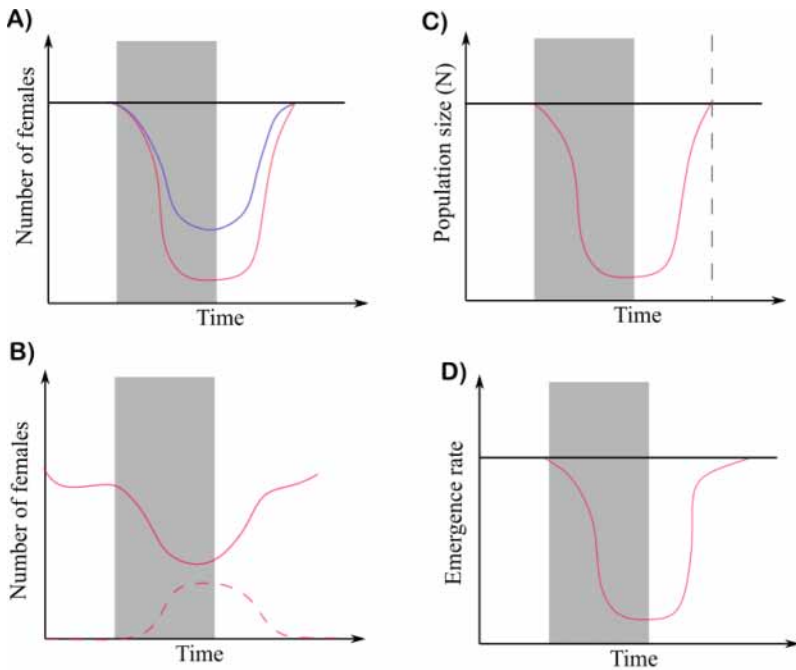 A)
Number of females
Time
B)
Number of females
Time
C)
Population size (N)
Time
D)
Emergence rate
Time